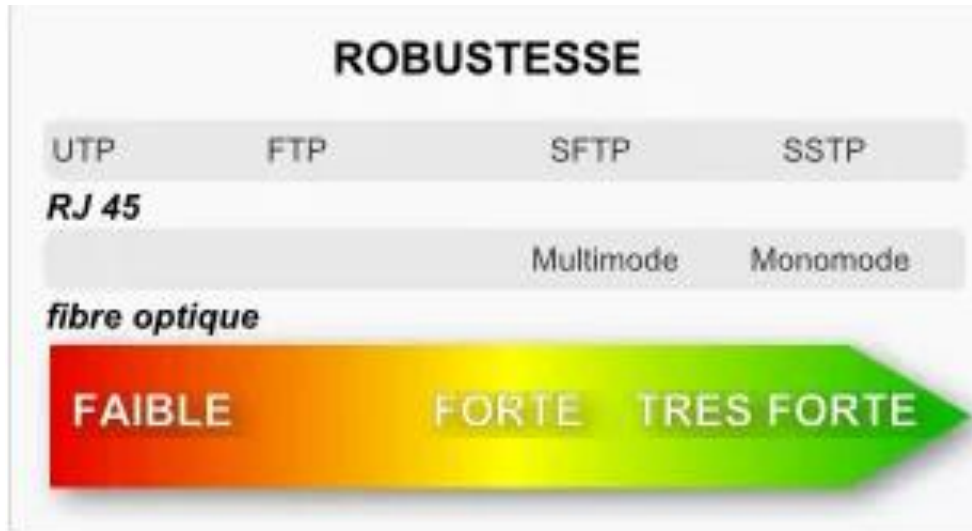 ROBUSTESSE
UTP FTP SFTP SSTP
RJ 45
Multimode Monomode
fibre optique
FAIBLE FORTE TRES FORTE